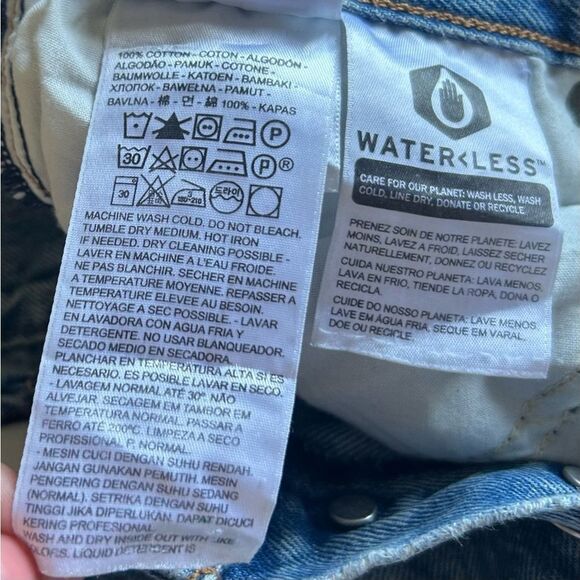 100% COTTON - COTON - ALGODÓN -
ALGODÃO - PAMUK - COTONE -
BAUMWOLLE - KATOEN - BAMBAKI -
ХЛОПОК - BAWEŁNA - PAMUT -
BAVLNA - 棉 - 면 - 綿 100% - KAPAS
P
30 P ®
30 180-210 드라이
MACHINE WASH COLD. DO NOT BLEACH.
TUMBLE DRY MEDIUM. HOT IRON
IF NEEDED. DRY CLEANING POSSIBLE -
LAVER EN MACHINE A L'EAU FROIDE.
NE PAS BLANCHIR. SECHER EN MACHINE
A TEMPERATURE MOYENNE. REPASSER A
TEMPERATURE ELEVEE AU BESOIN.
NETTOYAGE A SEC POSSIBLE. - LAVAR
EN LAVADORA CON AGUA FRIA Y
DETERGENTE. NO USAR BLANQUEADOR.
SECADO MEDIO EN SECADORA.
PLANCHAR EN TEMPERATURA ALTA SI ES
NECESARIO. ES POSIBLE LAVAR EN SECO.
- LAVAGEM NORMAL ATÉ 30° NÃO
ALVEJAR. SECAGEM EM TAMBOR EM
TEMPERATURA NORMAL. PASSAR A
FERRO ATÉ 200°C. LIMPEZA A SECO
PROFISSIONAL P. NORMAL.
- MESIN CUCI DENGAN SUHU RENDAH.
JANGAN GUNAKAN PEMUTIH. MESIN
PENGERING DENGAN SUHU SEDANG
(NORMAL). SETRIKA DENGAN SUHU
TINGGI JIKA DIPERLUKAN. DAPAT DICUCI
KERING PROFESIONAL.
WASH AND DRY INSIDE OUT WITH LIKE
COLORS. LIQUID DETERGENT IS
WATER<LESS™
CARE FOR OUR PLANET: WASH LESS, WASH
COLD, LINE DRY, DONATE OR RECYCLE
PRENEZ SOIN DE NOTRE PLANETE: LAVEZ
MOINS, LAVEZ A FROID, LAISSEZ SECHER
NATURELLEMENT, DONNEZ OU RECYCLEZ
CUIDA NUESTRO PLANETA: LAVA MENOS,
LAVA EN FRIO, TIENDE LA ROPA, DONA O
RECICLA.
CUIDE DO NOSSO PLANETA: LAVE MENOS,
LAVE EM ÁGUA FRIA, SEQUE EM VARAL,
DOE OU RECICLE.